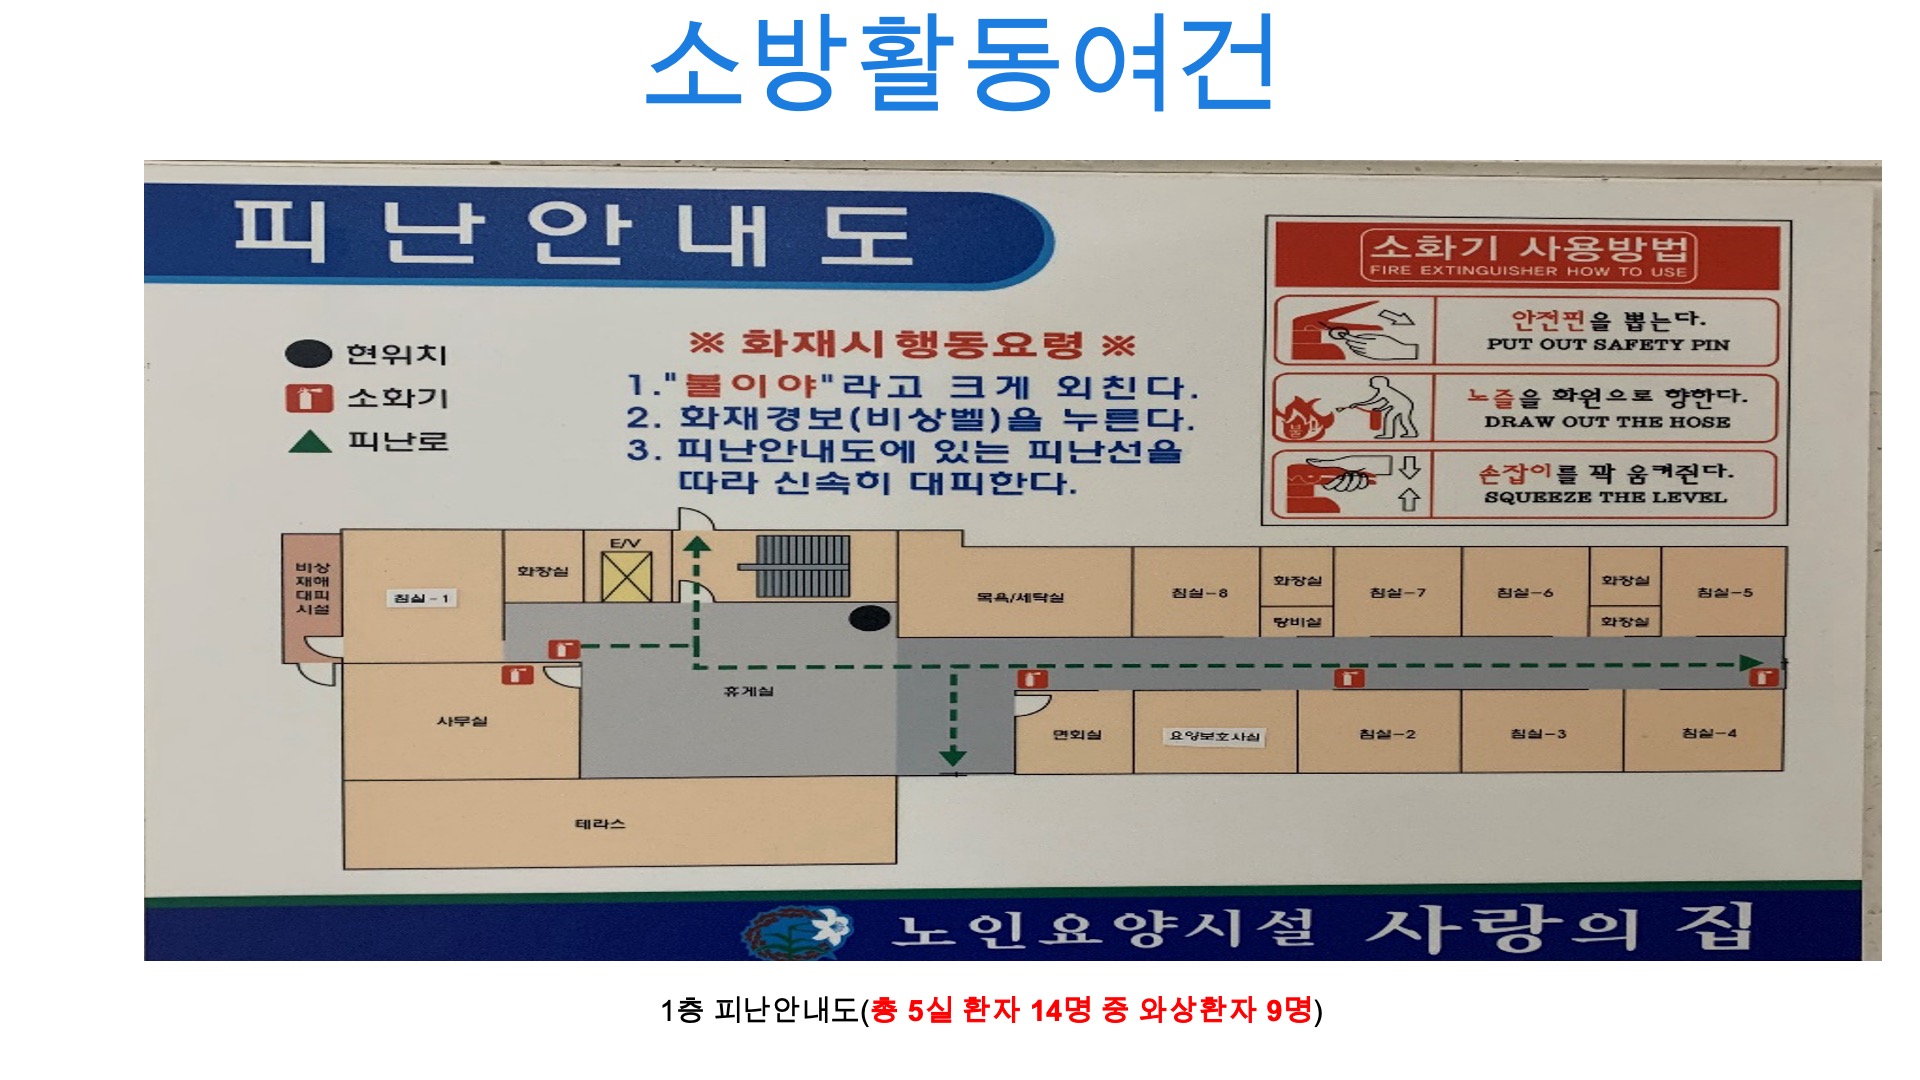 소방활동여건
피난안내도
소화기 사용방법
FIRE EXTINGUISHER HOW TO USE
안전핀을 뽑는다.
PUT OUT SAFETY PIN
노즐을 화원으로 향한다.
불
DRAW OUT THE HOSE
손잡이를 꽉 움켜쥔다.
SQUEEZE THE LEVEL
현위치
소화기
피난로
※ 화재시 행동요령 ※
1."불이야"라고 크게 외친다.
2. 화재경보(비상벨)을 누른다.
3. 피난안내도에 있는 피난선을
따라 신속히 대피한다.
비상
재해
대피
시설
침실-1
화장실
E/V
목욕/세탁실
침실-8
화장실
탕비실
침실-7
침실-6
화장실
화장실
침실-5
휴게실
사무실
면회실
요양보호사실
침실-2
침실-3
침실-4
테라스
노인요양시설 사랑의 집
1층 피난안내도(총 5실 환자 14명 중 와상환자 9명)